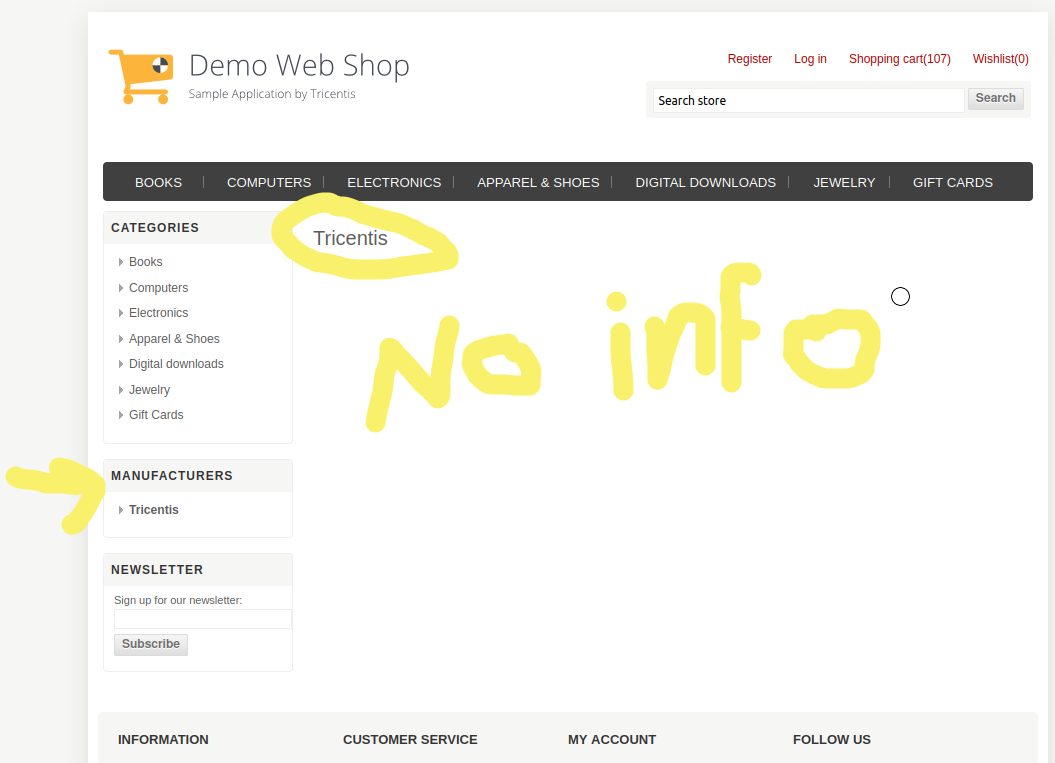 Demo Web Shop
Sample Application by Tricentis
Register Log in Shopping cart(107) Wishlist(0)
Search store Search
BOOKS COMPUTERS ELECTRONICS APPAREL & SHOES DIGITAL DOWNLOADS JEWELRY GIFT CARDS
CATEGORIES
Books
Computers
Electronics
Apparel & Shoes
Digital downloads
Jewelry
Gift Cards
MANUFACTURERS
Tricentis
NEWSLETTER
Sign up for our newsletter:
Subscribe
Tricentis
No info
INFORMATION CUSTOMER SERVICE MY ACCOUNT FOLLOW US